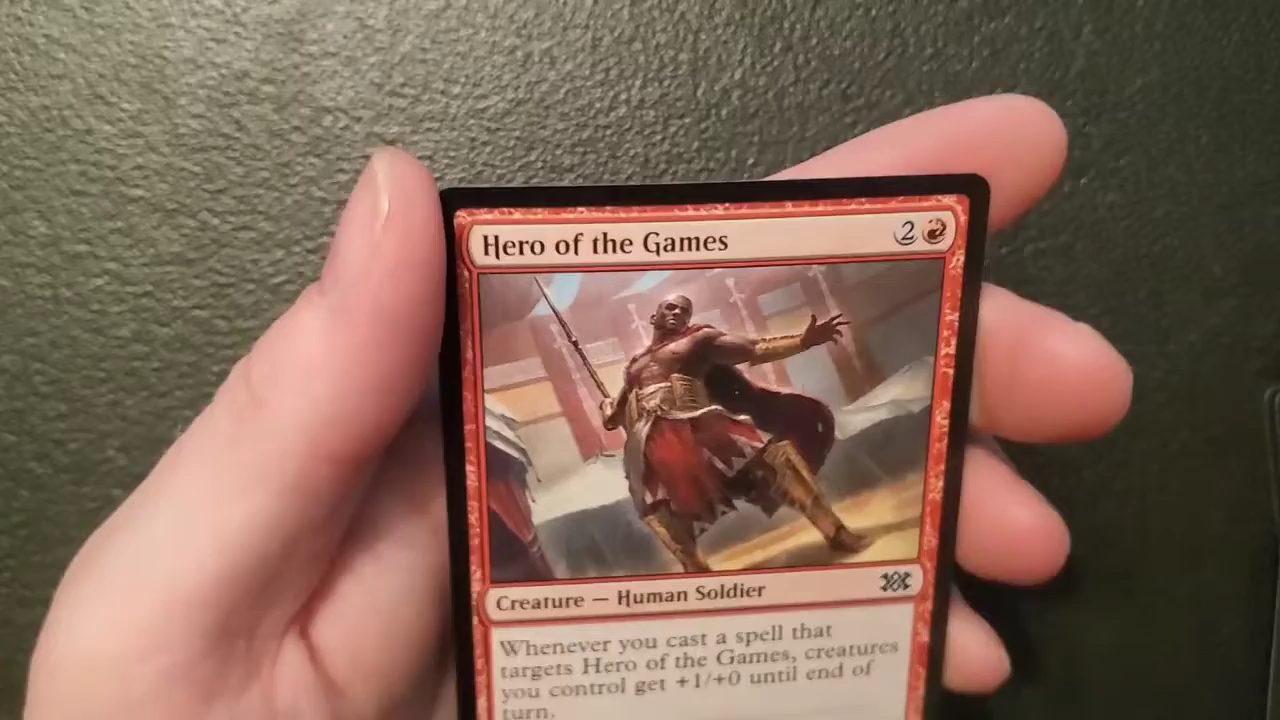 Hero of the Games 2
Creature — Human Soldier
Whenever you cast a spell that
targets Hero of the Games, creatures
you control get +1/+0 until end of
turn.